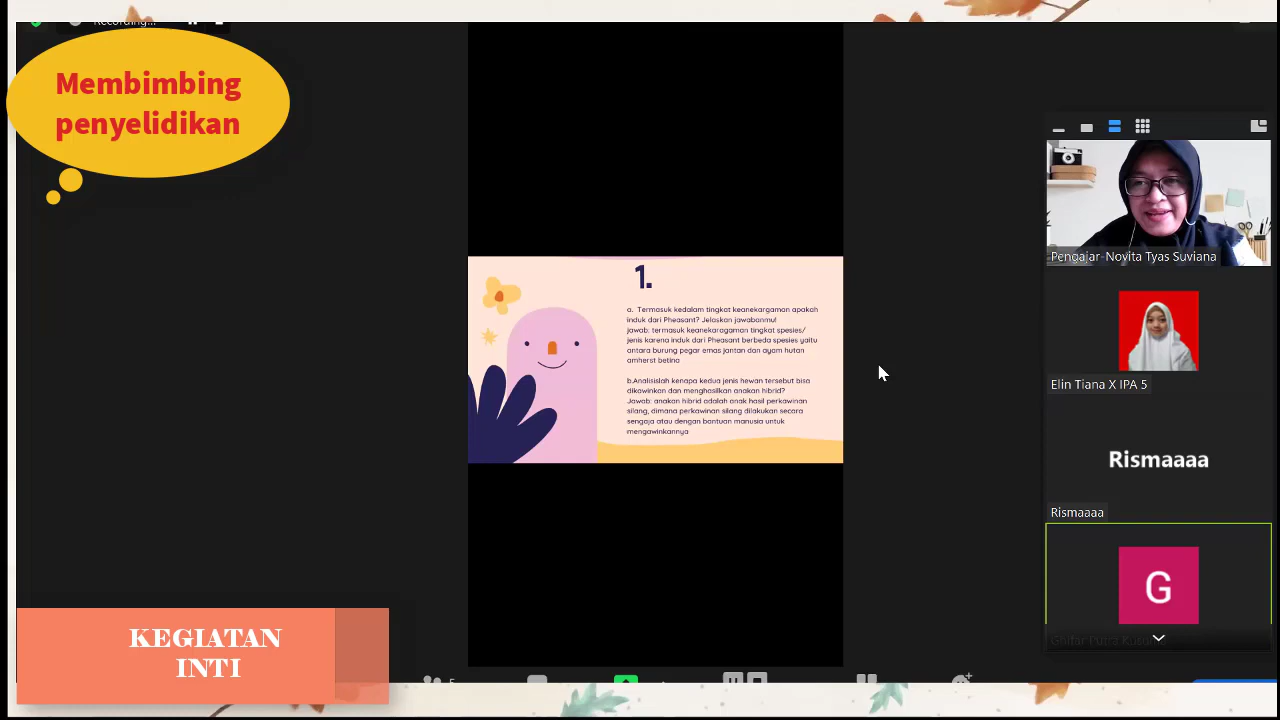 Recording...
Membimbing
penyelidikan
1.
a. Termasuk kedalam tingkat keanekargaman apakah
induk dari Pheasant? Jelaskan jawabanmu!
jawab: termasuk keanekaragaman tingkat spesies/
jenis karena induk dari Pheasant berbeda spesies yaitu
antara burung pegar emas jantan dan ayam hutan
amherst betina
b.Analisislah kenapa kedua jenis hewan tersebut bisa
dikawinkan dan menghasilkan anakan hibrid?
Jawab: anakan hibrid adalah anak hasil perkawinan
silang, dimana perkawinan silang dilakukan secara
sengaja atau dengan bantuan manusia untuk
mengawinkannya
Pengajar-Novita Tyas Suviana
Elin Tiana X IPA 5
Rismaaaa
Rismaaaa
G
KEGIATAN
INTI
5